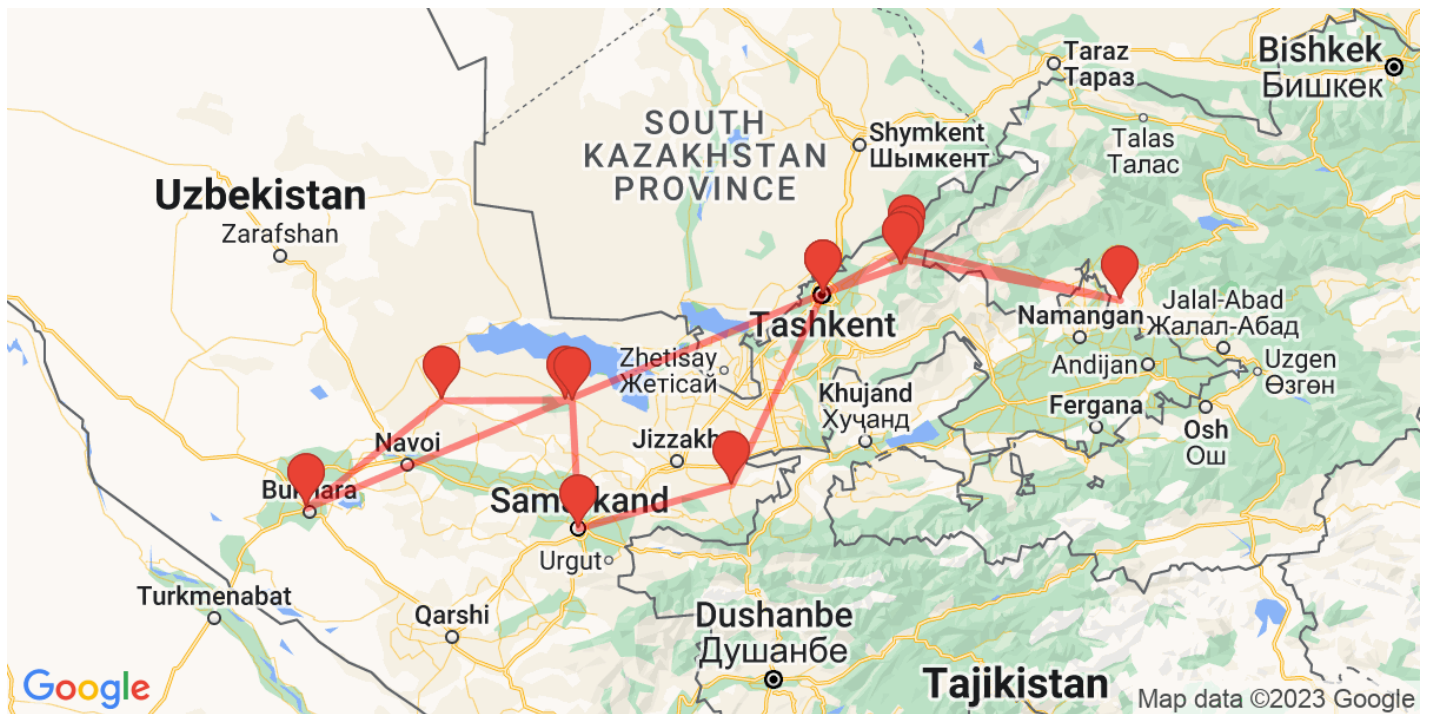 Bishkek
Бишкек
Taraz
Тараз
Talas
Талас
Shymkent
Шымкент
SOUTH
KAZAKHSTAN
PROVINCE
Uzbekistan
Zarafshan
Tashkent
Zhetisay
Жетісай
Namangan
Jalal-Abad
Жалал-Абад
Andijan
Uzgen
Өзгөн
Khujand
Хуҷанд
Fergana
Osh
Ош
Navoi
Jizzakh
Bukhara
Samarkand
Urgut
Turkmenabat
Qarshi
Dushanbe
Душанбе
Tajikistan
Google
Map data ©2023 Google